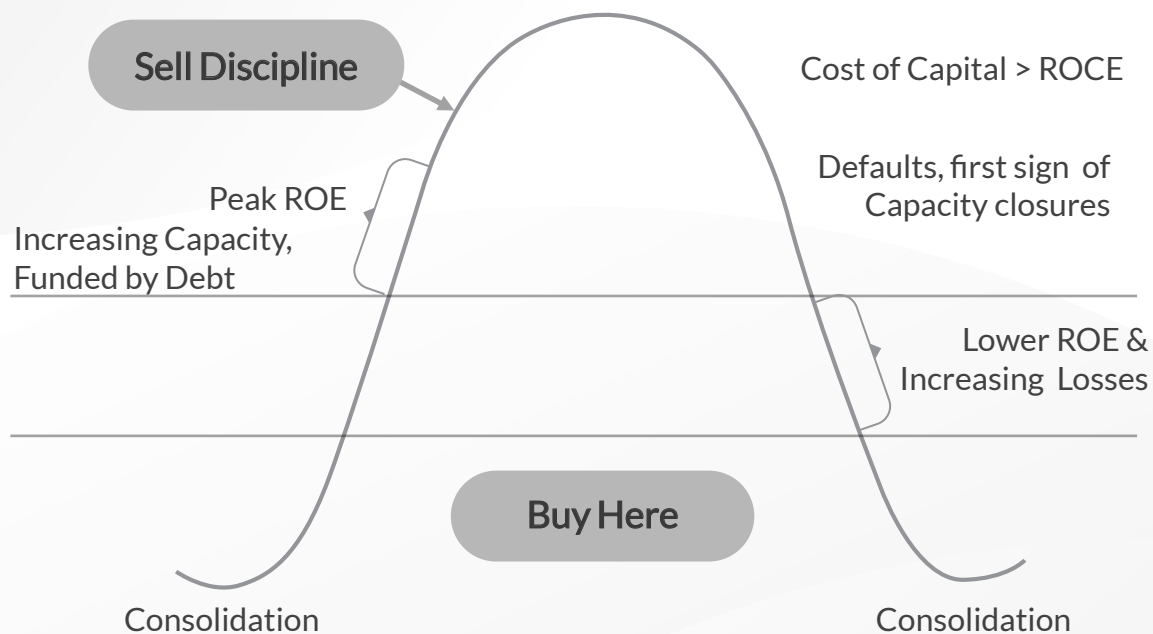 Sell Discipline
Cost of Capital > ROCE
Defaults, first sign of
Capacity closures
Peak ROE
Increasing Capacity,
Funded by Debt
Lower ROE &
Increasing Losses
Buy Here
Consolidation
Consolidation